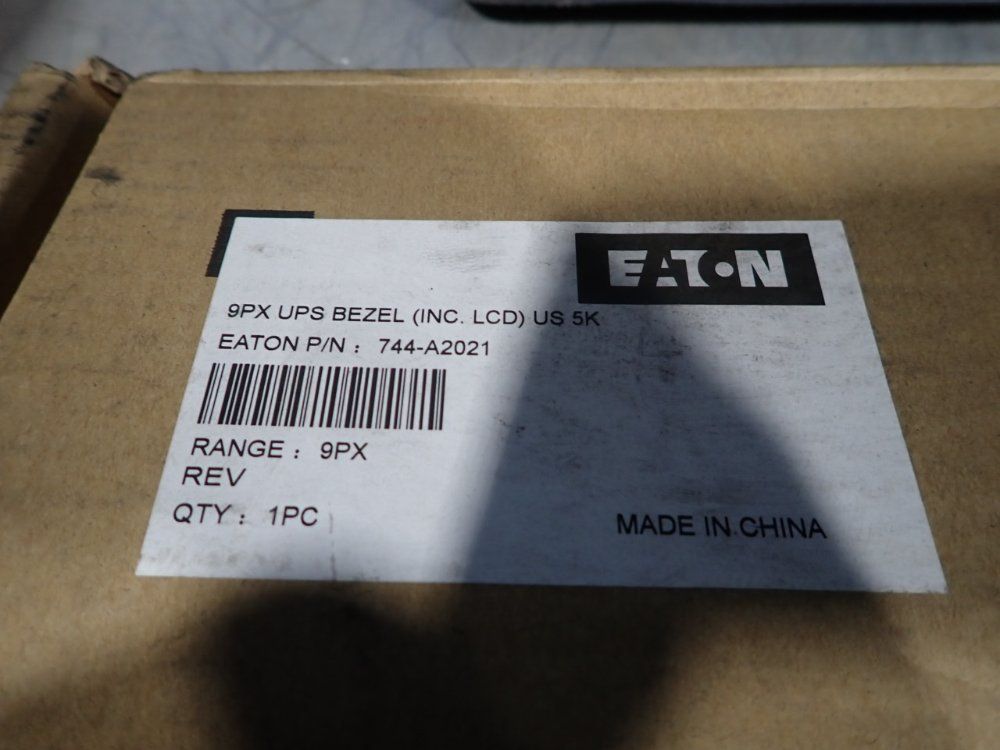 EATON
9PX UPS BEZEL (INC. LCD) US 5K
EATON P/N : 744-A2021
RANGE : 9PX
REV
QTY : 1PC
MADE IN CHINA